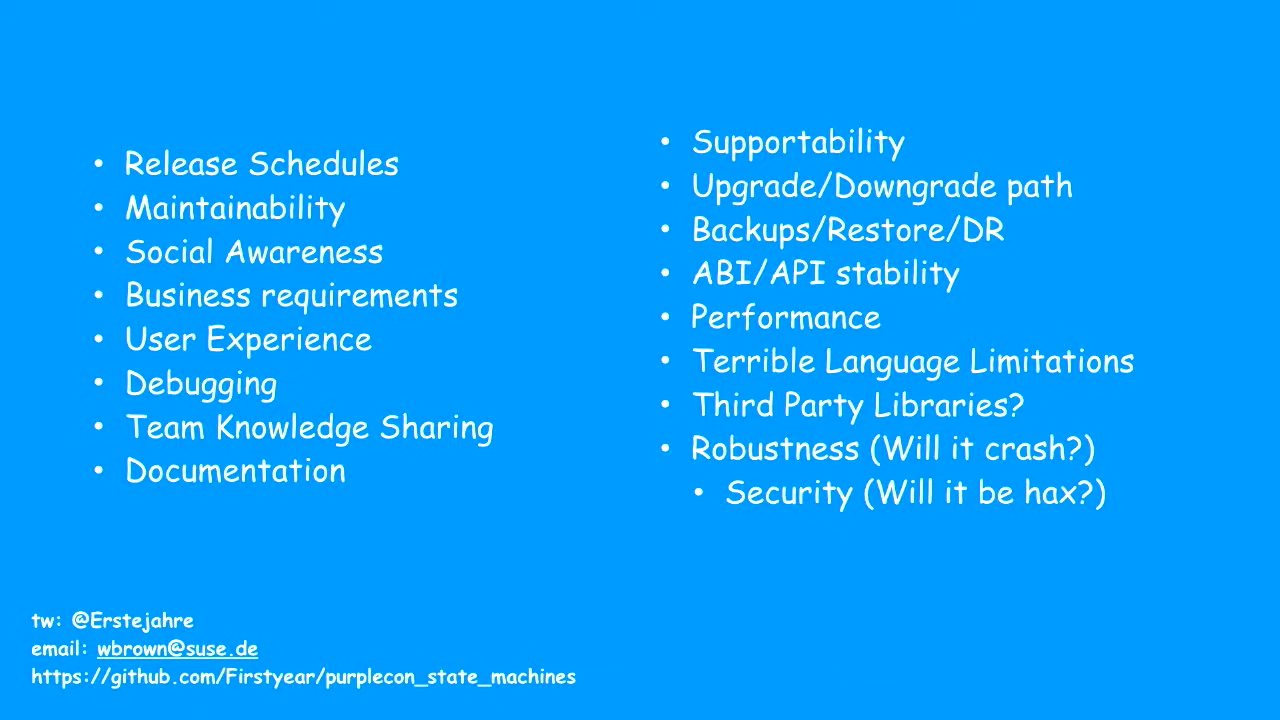 • Release Schedules
• Maintainability
• Social Awareness
• Business requirements
• User Experience
• Debugging
• Team Knowledge Sharing
• Documentation
• Supportability
• Upgrade/Downgrade path
• Backups/Restore/DR
• ABI/API stability
• Performance
• Terrible Language Limitations
• Third Party Libraries?
• Robustness (Will it crash?)
• Security (Will it be hax?)
tw: @Erstejahre
email: wbrown@suse.de
https://github.com/Firstyear/purplecon_state_machines